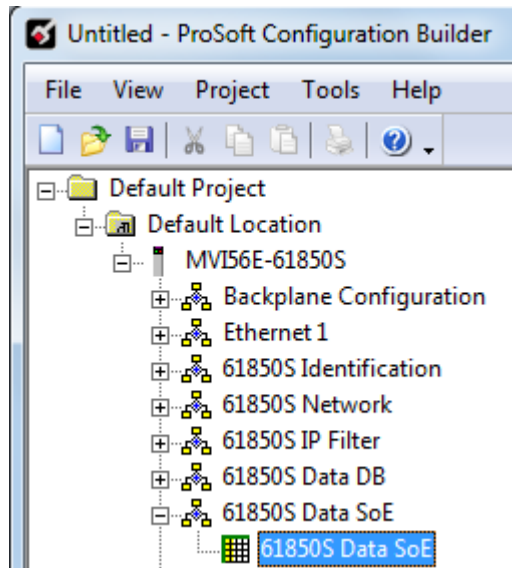 Untitled - ProSoft Configuration Builder
File View Project Tools Help
Default Project
Default Location
MVI56E-61850S
Backplane Configuration
Ethernet 1
61850S Identification
61850S Network
61850S IP Filter
61850S Data DB
61850S Data SoE
61850S Data SoE